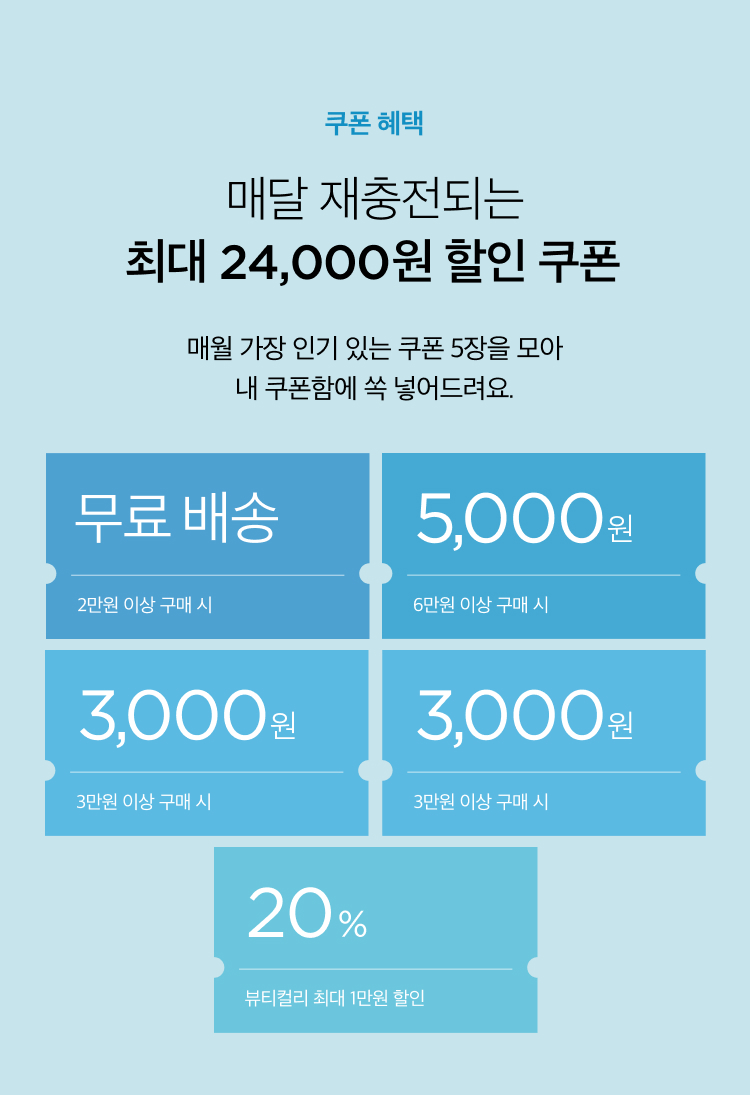 쿠폰 혜택
매달 재충전되는
최대 24,000원 할인 쿠폰
매월 가장 인기 있는 쿠폰 5장을 모아
내 쿠폰함에 쏙 넣어드려요.
무료 배송
2만원 이상 구매 시
5,000원
6만원 이상 구매 시
3,000원
3만원 이상 구매 시
3,000원
3만원 이상 구매 시
20%
뷰티컬리 최대 1만원 할인